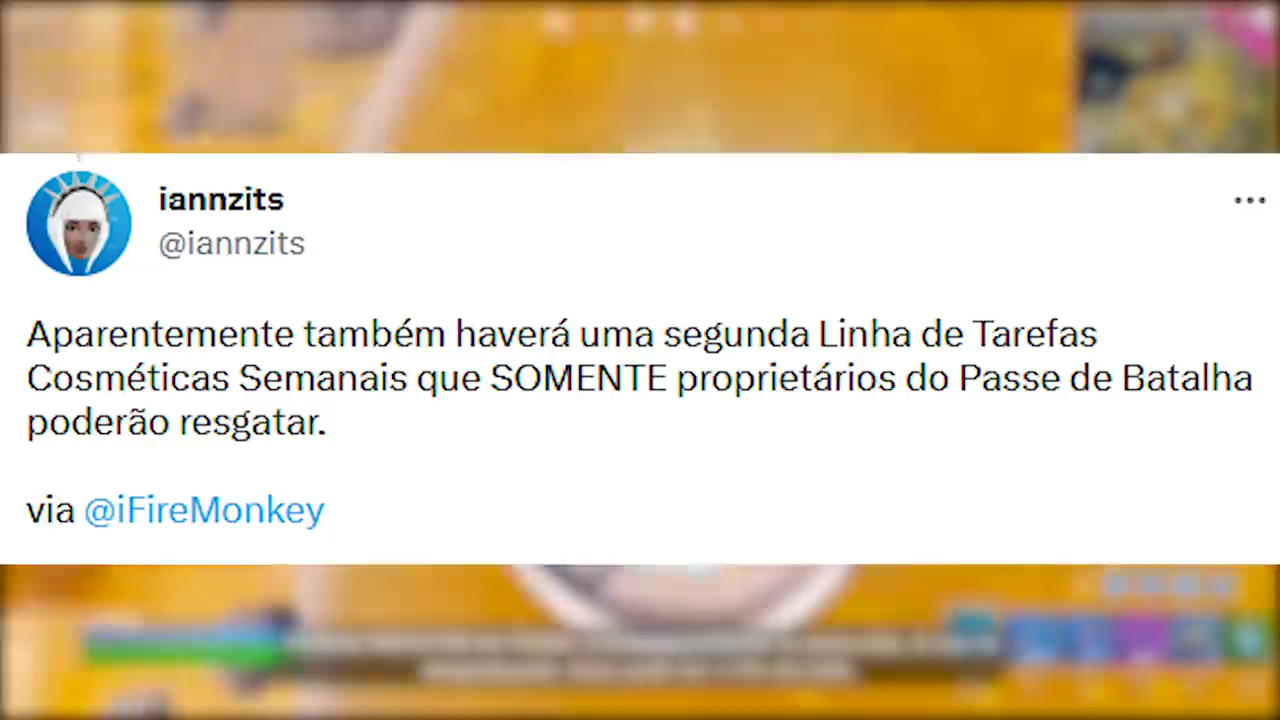 iannzits
@iannzits
Aparentemente também haverá uma segunda Linha de Tarefas
Cosméticas Semanais que SOMENTE proprietários do Passe de Batalha
poderão resgatar.
via @iFireMonkey